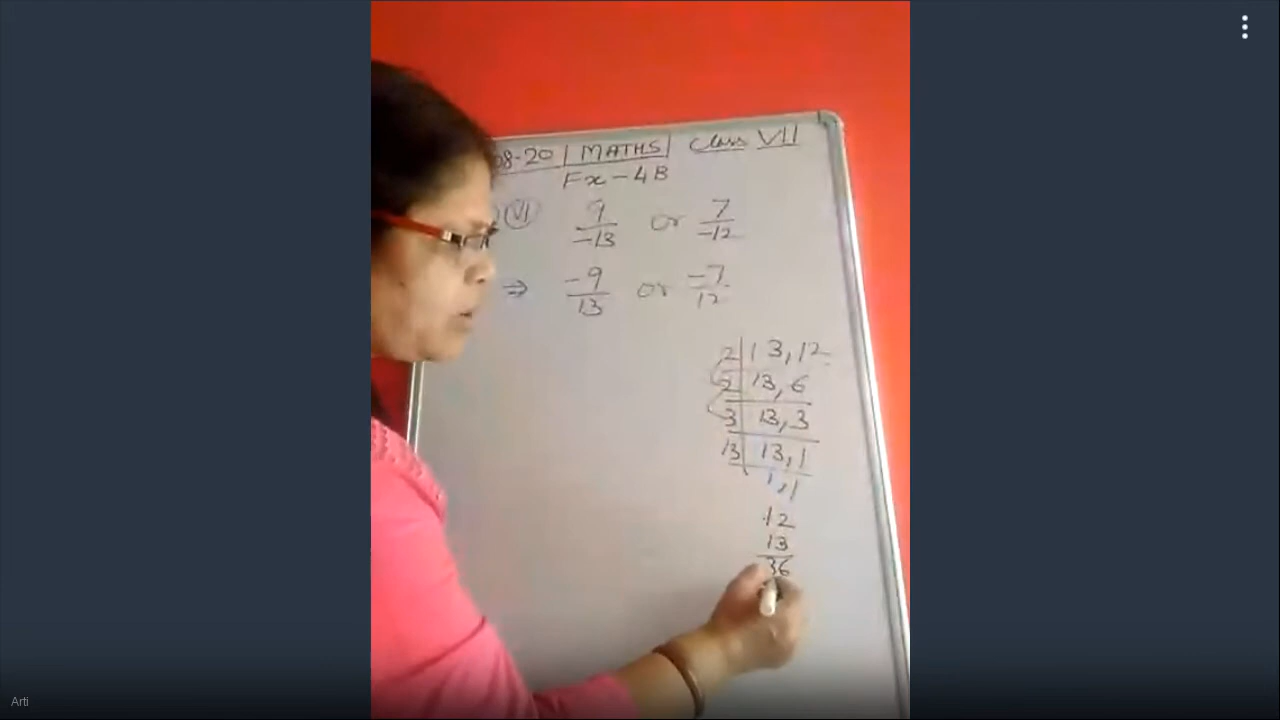 08-20 | MATHS | Class VII
Ex - 4B
VI 9/-13 or 7/-12
⇒ -9/13 or -7/12
2 | 13, 12
2 | 13, 6
3 | 13, 3
13 | 13, 1
1, 1
12
13
36
Arti